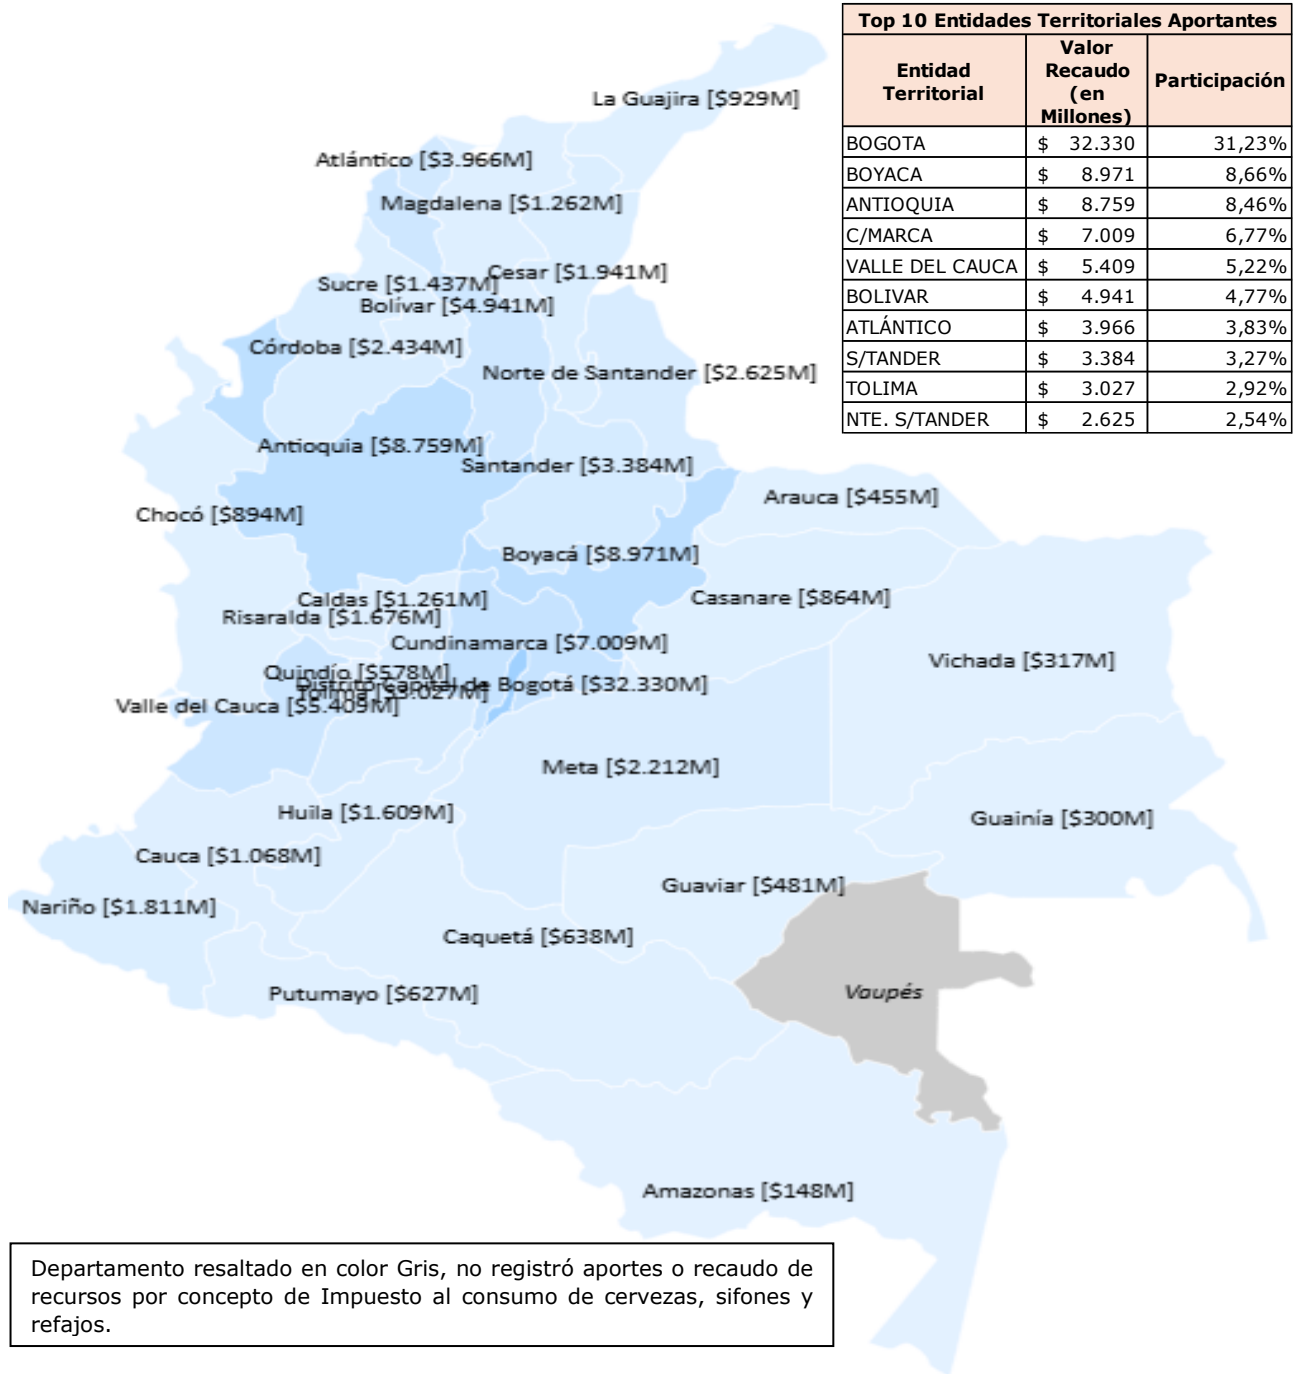 Top 10 Entidades Territoriales Aportantes
Entidad Territorial Valor Recaudo (en Millones) Participación
BOGOTA $ 32.330 31,23%
BOYACA $ 8.971 8,66%
ANTIOQUIA $ 8.759 8,46%
C/MARCA $ 7.009 6,77%
VALLE DEL CAUCA $ 5.409 5,22%
BOLIVAR $ 4.941 4,77%
ATLÁNTICO $ 3.966 3,83%
S/TANDER $ 3.384 3,27%
TOLIMA $ 3.027 2,92%
NTE. S/TANDER $ 2.625 2,54%
La Guajira [$929M]
Atlántico [$3.966M]
Magdalena [$1.262M]
Cesar [$1.941M]
Sucre [$1.437M]
Bolívar [$4.941M]
Córdoba [$2.434M]
Norte de Santander [$2.625M]
Antioquia [$8.759M]
Santander [$3.384M]
Arauca [$455M]
Chocó [$894M]
Boyacá [$8.971M]
Casanare [$864M]
Caldas [$1.261M]
Risaralda [$1.676M]
Cundinamarca [$7.009M]
Vichada [$317M]
Quindío [$578M]
Distrito Capital de Bogotá [$32.330M]
Tolima [$3.027M]
Valle del Cauca [$5.409M]
Meta [$2.212M]
Huila [$1.609M]
Guainía [$300M]
Cauca [$1.068M]
Guaviar [$481M]
Nariño [$1.811M]
Caquetá [$638M]
Putumayo [$627M]
Vaupés
Amazonas [$148M]
Departamento resaltado en color Gris, no registró aportes o recaudo de
recursos por concepto de Impuesto al consumo de cervezas, sifones y
refajos.